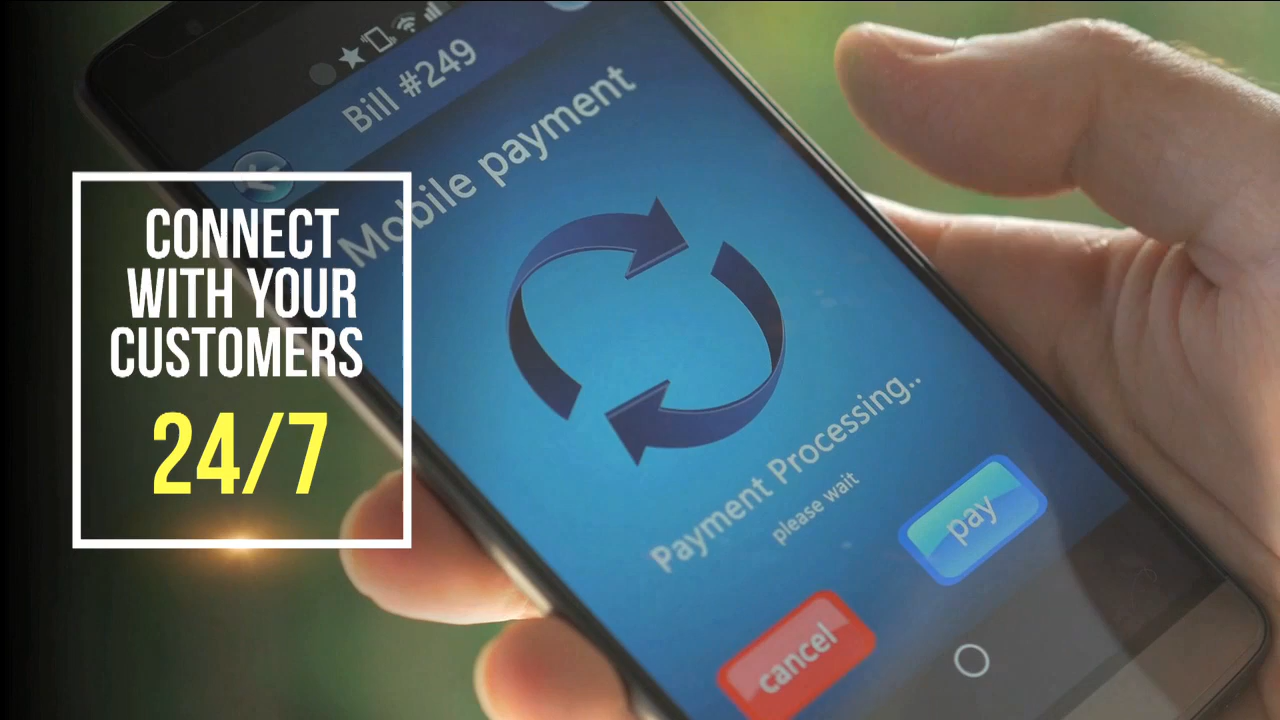 Bill #249
Mobile payment
CONNECT
WITH YOUR
CUSTOMERS
24/7
Payment Processing..
please wait
pay
cancel